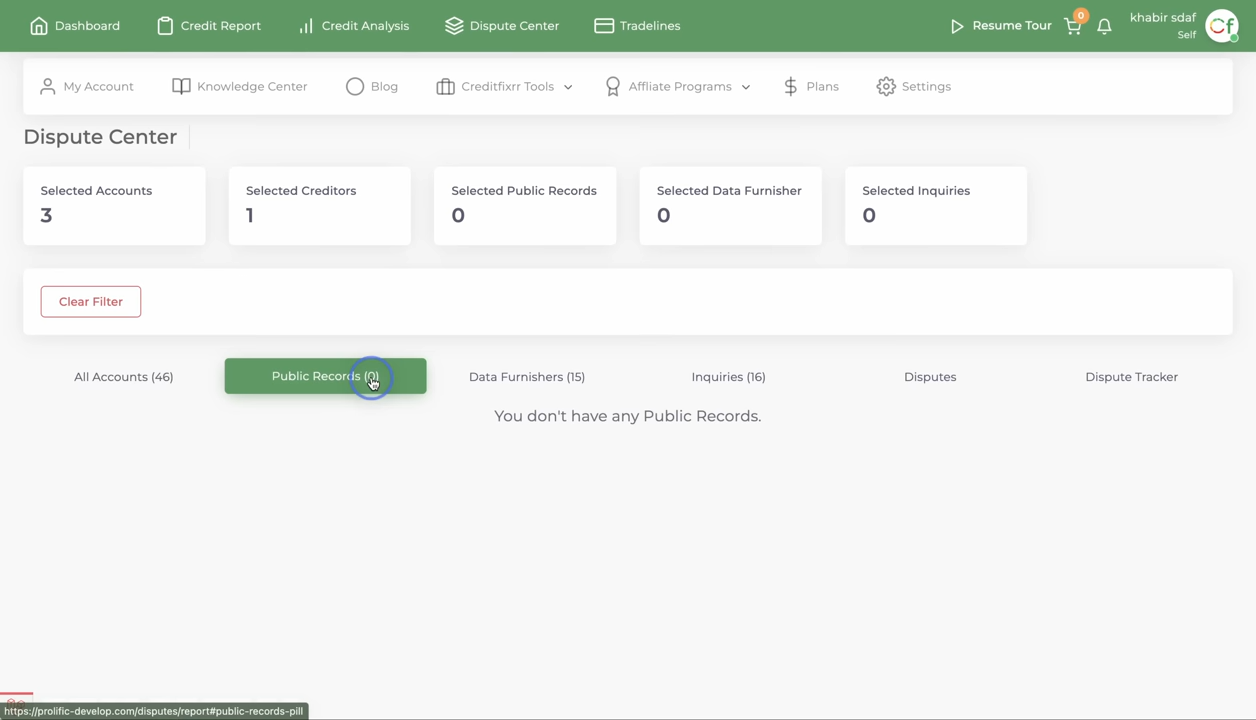 Dashboard
Credit Report
Credit Analysis
Dispute Center
Tradelines
Resume Tour
0
khabir sdaf
Self
cf
My Account
Knowledge Center
Blog
Creditfixrr Tools
Affliate Programs
Plans
Settings
Dispute Center
Selected Accounts
3
Selected Creditors
1
Selected Public Records
0
Selected Data Furnisher
0
Selected Inquiries
0
Clear Filter
All Accounts (46)
Public Records (0)
Data Furnishers (15)
Inquiries (16)
Disputes
Dispute Tracker
You don't have any Public Records.
https://prolific-develop.com/disputes/report#public-records-pill